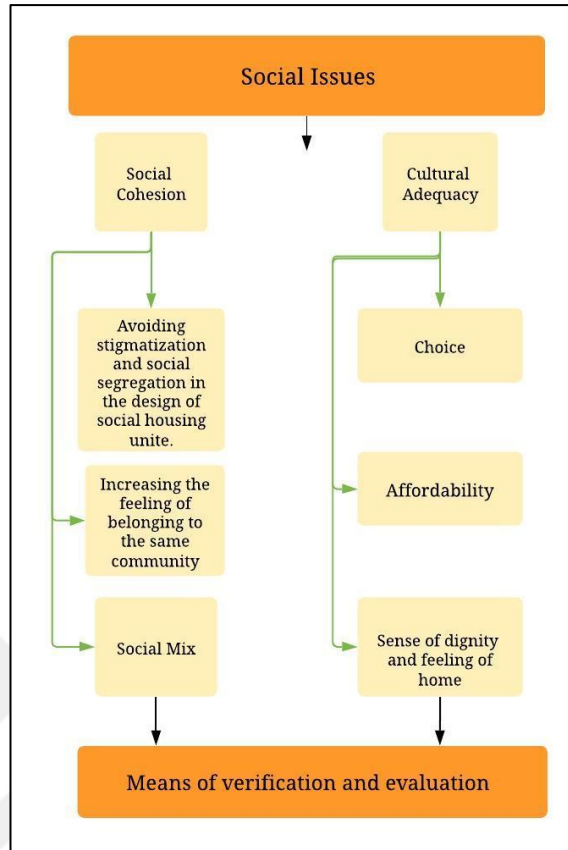 Social Issues
Social
Cohesion
Cultural
Adequacy
Avoiding
stigmatization
and social
segregation in
the design of
social housing
unite.
Choice
Increasing the
feeling of
belonging to
the same
community
Affordability
Social Mix
Sense of dignity
and feeling of
home
Means of verification and evaluation